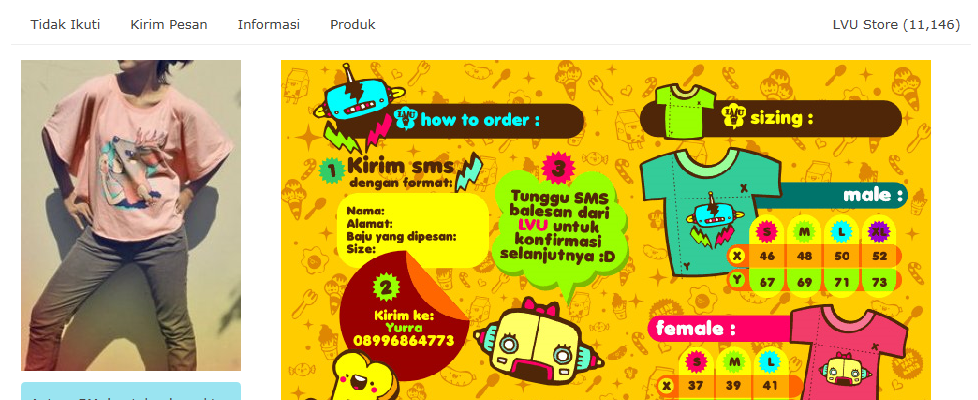 Tidak Ikuti
Kirim Pesan
Informasi
Produk
LVU Store (11,146)
how to order :
1
Kirim sms
dengan format:
Nama:
Alamat:
Baju yang dipesan:
Size:
2
Kirim ke:
Yurra
08996864773
3
Tunggu SMS
balesan dari
LVU untuk
konfirmasi
selanjutnya :D
sizing :
X
Y
male :
S M L XL
X 46 48 50 52
Y 67 69 71 73
female :
X
S M L
X 37 39 41